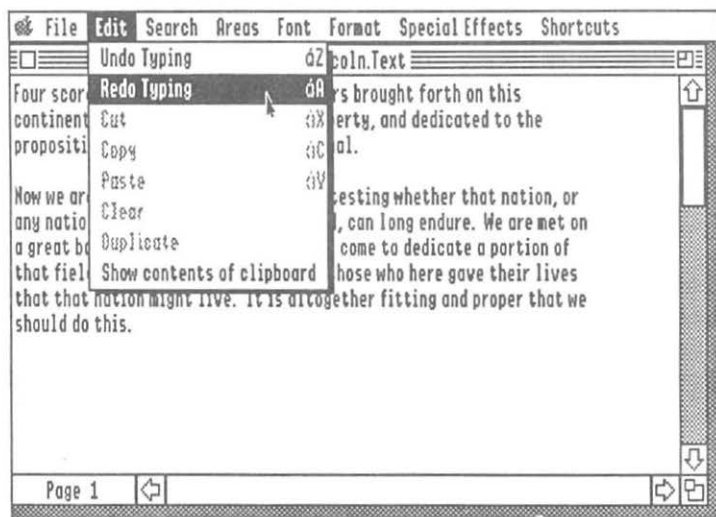 File Edit Search Areas Font Format Special Effects Shortcuts
Undo Typing Z
Redo Typing A
Cut X
Copy C
Paste V
Clear
Duplicate
Show contents of clipboard
coln.Text
Four scor rs brought forth on this
continent erty, and dedicated to the
propositi al.
Now we ar testing whether that nation, or
any natio , can long endure. We are met on
a great ba come to dedicate a portion of
that fiel hose who here gave their lives
that that nation might live. It is altogether fitting and proper that we
should do this.
Page 1